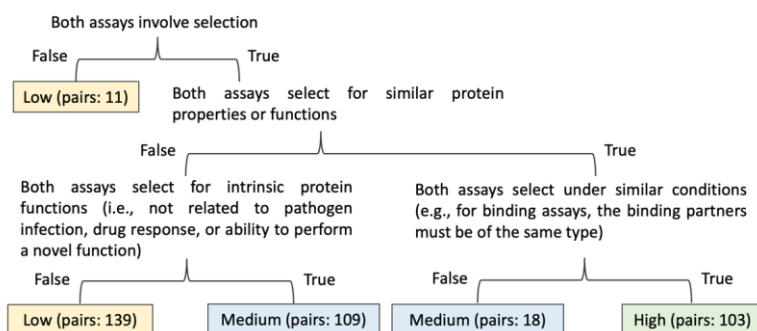 Both assays involve selection
False True
Low (pairs: 11)
Both assays select for similar protein
properties or functions
False True
Both assays select for intrinsic protein
functions (i.e., not related to pathogen
infection, drug response, or ability to perform
a novel function)
Both assays select under similar conditions
(e.g., for binding assays, the binding partners
must be of the same type)
False True
False True
Low (pairs: 139)
Medium (pairs: 109)
Medium (pairs: 18)
High (pairs: 103)